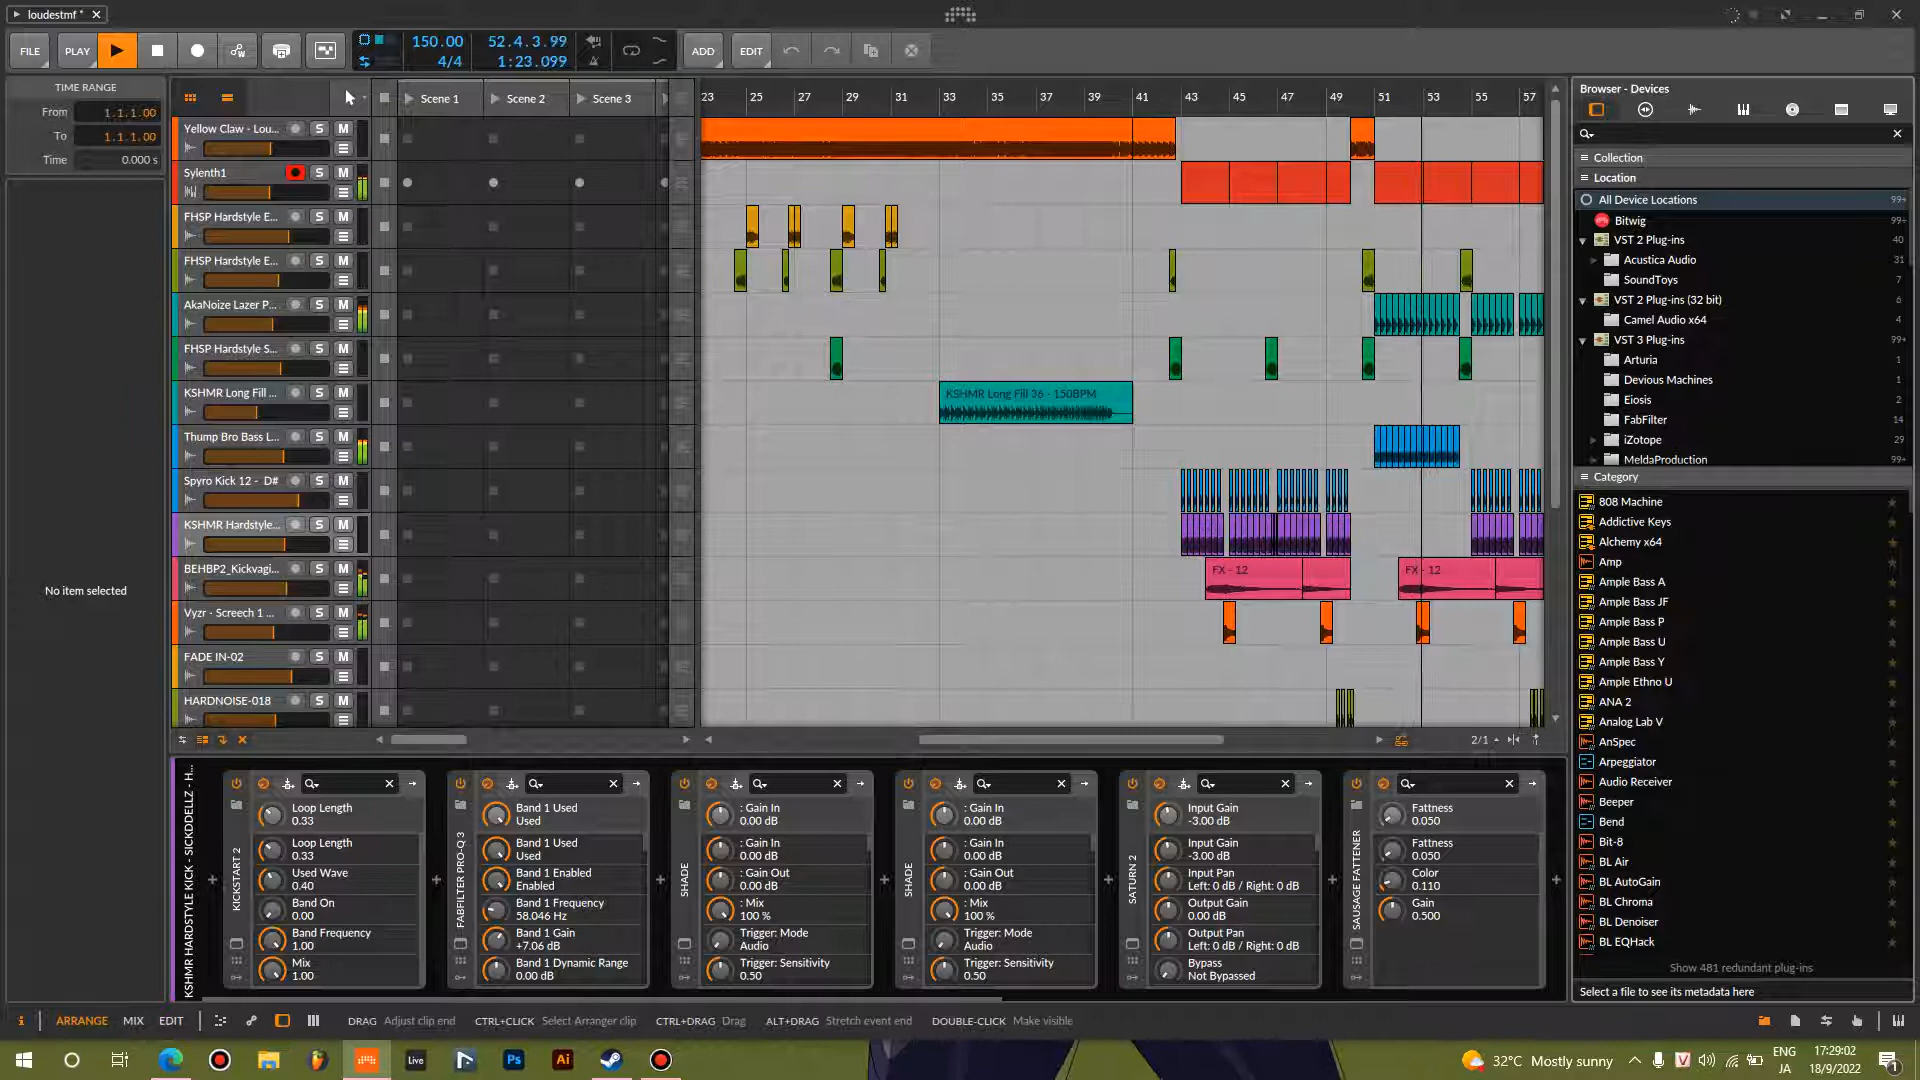 loudestmf *
FILE
PLAY
150.00
4/4
52.4.3.99
1:23.099
ADD
EDIT
TIME RANGE
From 1.1.1.00
To 1.1.1.00
Time 0.000 s
No item selected
Scene 1
Scene 2
Scene 3
23 25 27 29 31 33 35 37 39 41 43 45 47 49 51 53 55 57
Yellow Claw - Lou... S M
Sylenth1 S M
FHSP Hardstyle E... S M
FHSP Hardstyle E... S M
AkaNoize Lazer P... S M
FHSP Hardstyle S... S M
KSHMR Long Fill ... S M
KSHMR Long Fill 36 - 150BPM
Thump Bro Bass L... S M
Spyro Kick 12 - D# S M
KSHMR Hardstyle... S M
BEHBP2_Kickvagi... S M
FX - 12
FX - 12
Vyzr - Screech 1 ... S M
FADE IN-02 S M
HARDNOISE-018 S M
2/1
Browser - Devices
Collection
Location
All Device Locations 99+
Bitwig 99+
VST 2 Plug-ins 40
Acustica Audio 31
SoundToys 7
VST 2 Plug-ins (32 bit) 6
Camel Audio x64 4
VST 3 Plug-ins 99+
Arturia 1
Devious Machines 1
Eiosis 2
FabFilter 14
iZotope 29
MeldaProduction 99+
Category
808 Machine
Addictive Keys
Alchemy x64
Amp
Ample Bass A
Ample Bass JF
Ample Bass P
Ample Bass U
Ample Bass Y
Ample Ethno U
ANA 2
Analog Lab V
AnSpec
Arpeggiator
Audio Receiver
Beeper
Bend
Bit-8
BL Air
BL AutoGain
BL Chroma
BL Denoiser
BL EQHack
Show 481 redundant plug-ins
Select a file to see its metadata here
KSHMR HARDSTYLE KICK - SICKDDELLZ - H...
KICKSTART 2
Loop Length
0.33
Loop Length
0.33
Used Wave
0.40
Band On
0.00
Band Frequency
1.00
Mix
1.00
FABFILTER PRO-Q 3
Band 1 Used
Used
Band 1 Used
Used
Band 1 Enabled
Enabled
Band 1 Frequency
58.046 Hz
Band 1 Gain
+7.06 dB
Band 1 Dynamic Range
0.00 dB
SHADE
: Gain In
0.00 dB
: Gain In
0.00 dB
: Gain Out
0.00 dB
: Mix
100 %
Trigger: Mode
Audio
Trigger: Sensitivity
0.50
SHADE
: Gain In
0.00 dB
: Gain In
0.00 dB
: Gain Out
0.00 dB
: Mix
100 %
Trigger: Mode
Audio
Trigger: Sensitivity
0.50
SATURN 2
Input Gain
-3.00 dB
Input Gain
-3.00 dB
Input Pan
Left: 0 dB / Right: 0 dB
Output Gain
0.00 dB
Output Pan
Left: 0 dB / Right: 0 dB
Bypass
Not Bypassed
SAUSAGE FATTENER
Fattness
0.050
Fattness
0.050
Color
0.110
Gain
0.500
i ARRANGE MIX EDIT
DRAG Adjust clip end CTRL+CLICK Select Arranger clip CTRL+DRAG Drag ALT+DRAG Stretch event end DOUBLE-CLICK Make visible
Live
Ps
Ai
32°C Mostly sunny
V
ENG
JA
17:29:02
18/9/2022
1